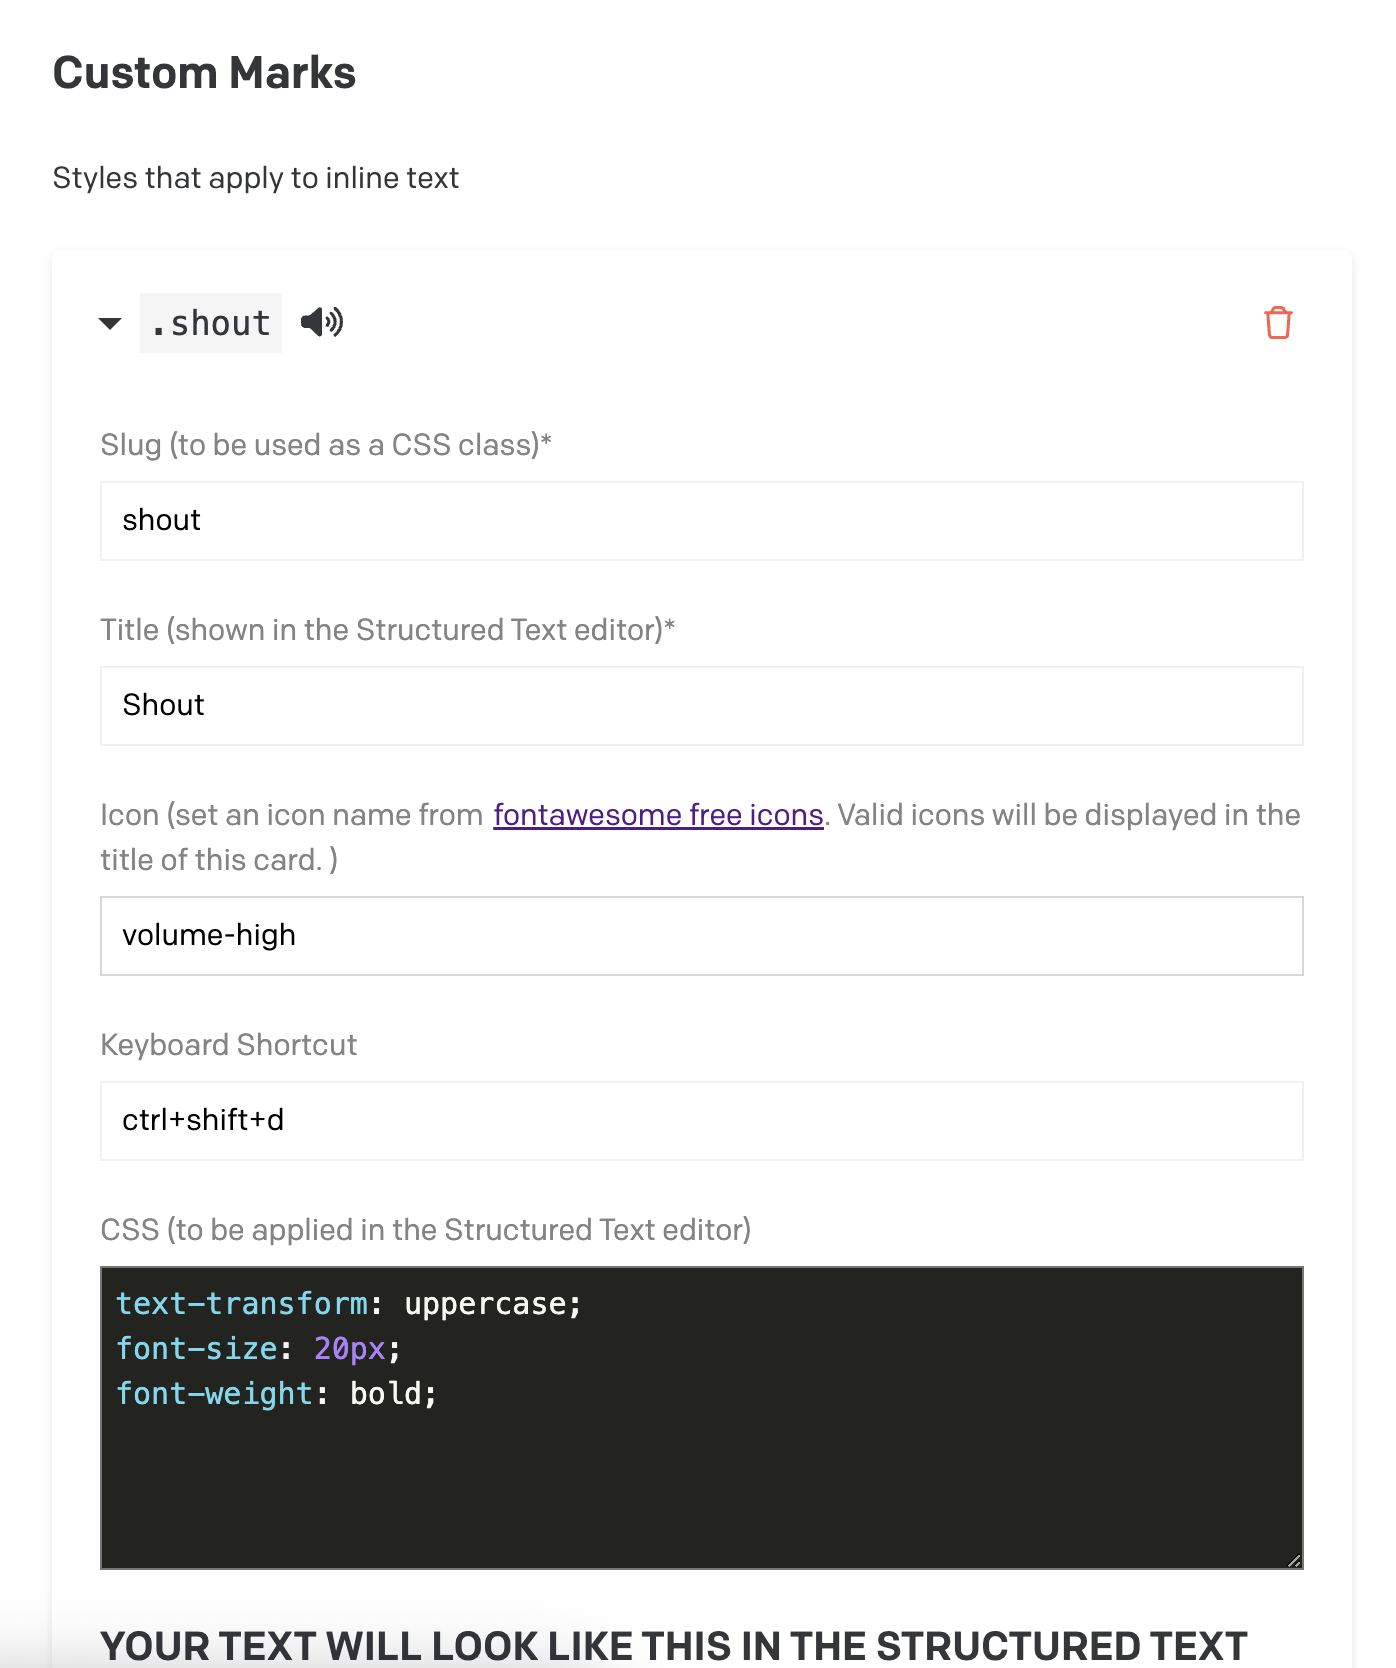 Custom Marks
Styles that apply to inline text
.shout
Slug (to be used as a CSS class)*
shout
Title (shown in the Structured Text editor)*
Shout
Icon (set an icon name from fontawesome free icons. Valid icons will be displayed in the
title of this card. )
volume-high
Keyboard Shortcut
ctrl+shift+d
CSS (to be applied in the Structured Text editor)
text-transform: uppercase;
font-size: 20px;
font-weight: bold;
YOUR TEXT WILL LOOK LIKE THIS IN THE STRUCTURED TEXT